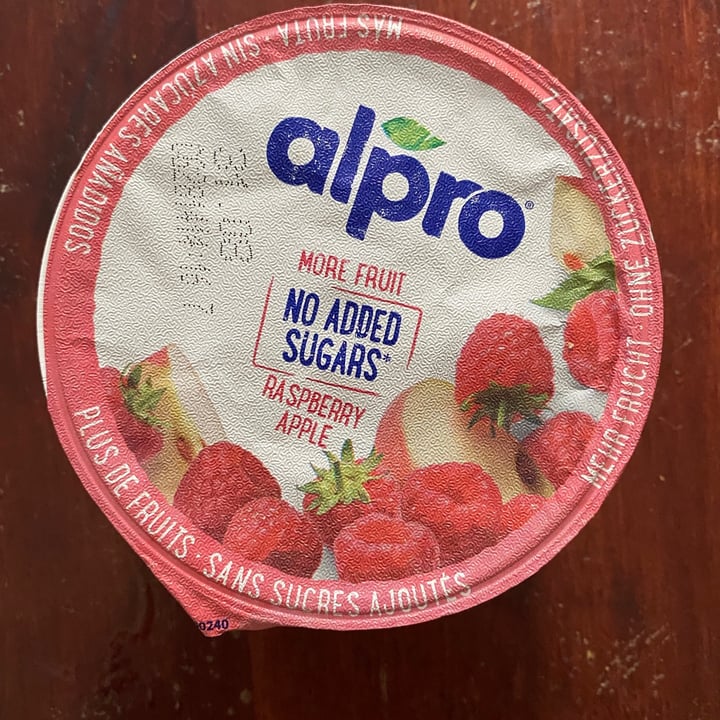 alpro®
MORE FRUIT
NO ADDED
SUGARS*
RASPBERRY
APPLE
MÁS FRUTA · SIN AZÚCARES AÑADIDOS
PLUS DE FRUITS · SANS SUCRES AJOUTÉS
MEHR FRUCHT · OHNE ZUCKERZUSATZ
0240